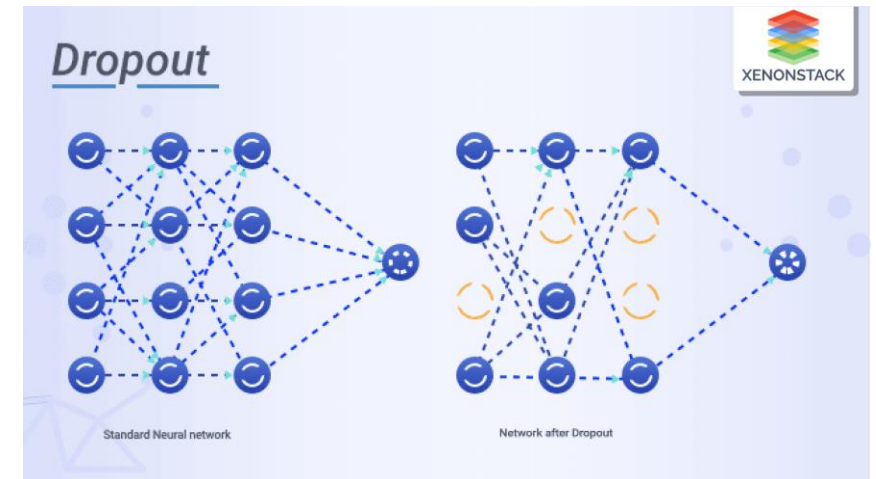 Dropout
XENONSTACK
Standard Neural network
Network after Dropout